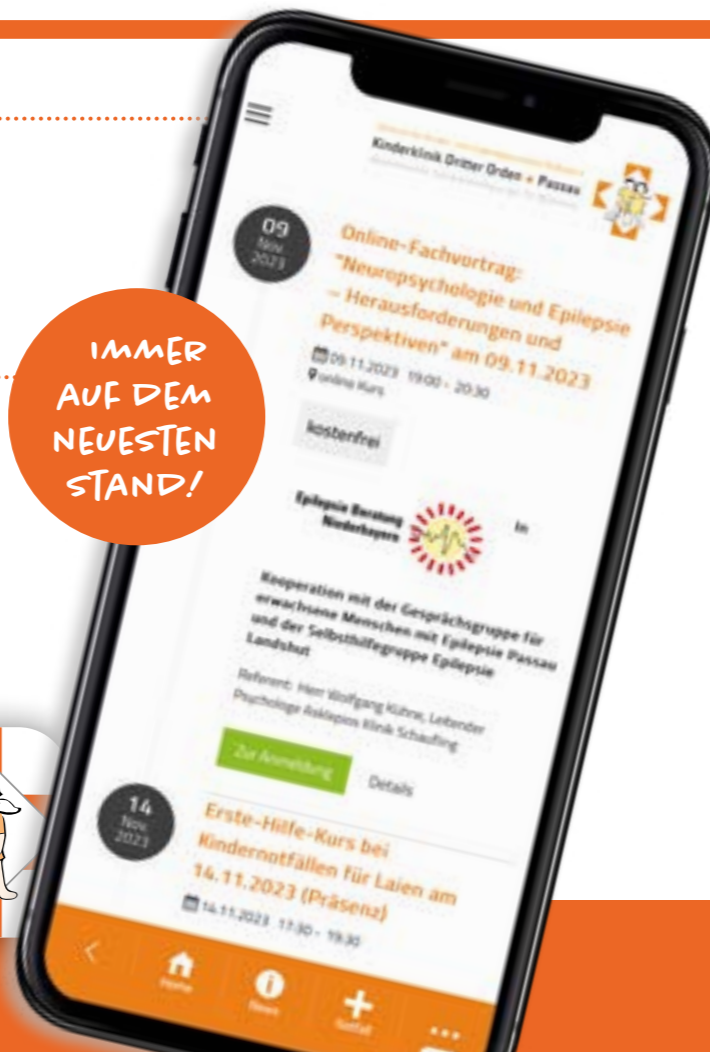 IMMER
AUF DEM
NEUESTEN
STAND!
Kinderklinik Dritter Orden • Passau
09
Nov.
2023
Online-Fachvortrag:
"Neuropsychologie und Epilepsie
– Herausforderungen und
Perspektiven" am 09.11.2023
09.11.2023 19:00 - 20:30
online Kurs
kostenfrei
Epilepsie Beratung
Niederbayern
In
Kooperation mit der Gesprächsgruppe für
erwachsene Menschen mit Epilepsie Passau
und der Selbsthilfegruppe Epilepsie
Landshut
Referent: Herr Wolfgang Kühne, Leitender
Psychologe Asklepios Klinik Schaufling
Zur Anmeldung
Details
14
Nov.
2023
Erste-Hilfe-Kurs bei
Kindernotfällen für Laien am
14.11.2023 (Präsenz)
14.11.2023 17:30 - 19:30
Home
News
Notfall